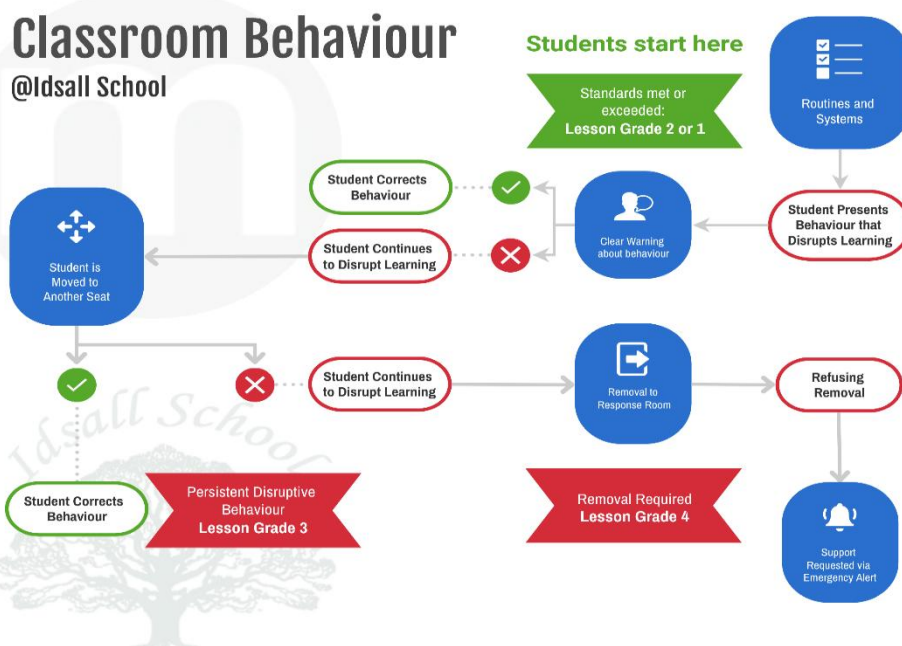 Classroom Behaviour
@Idsall School
Students start here
Standards met or
exceeded:
Lesson Grade 2 or 1
Routines and
Systems
Student Corrects
Behaviour
Student Presents
Behaviour that
Disrupts Learning
Clear Warning
about behaviour
Student Continues
to Disrupt Learning
Student is
Moved to
Another Seat
Student Continues
to Disrupt Learning
Removal to
Response Room
Refusing
Removal
Idsall School
Student Corrects
Behaviour
Persistent Disruptive
Behaviour
Lesson Grade 3
Removal Required
Lesson Grade 4
Support
Requested via
Emergency Alert